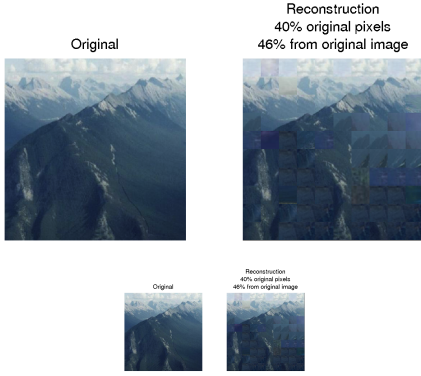 Original
Reconstruction
40% original pixels
46% from original image
Original
Reconstruction
40% original pixels
46% from original image